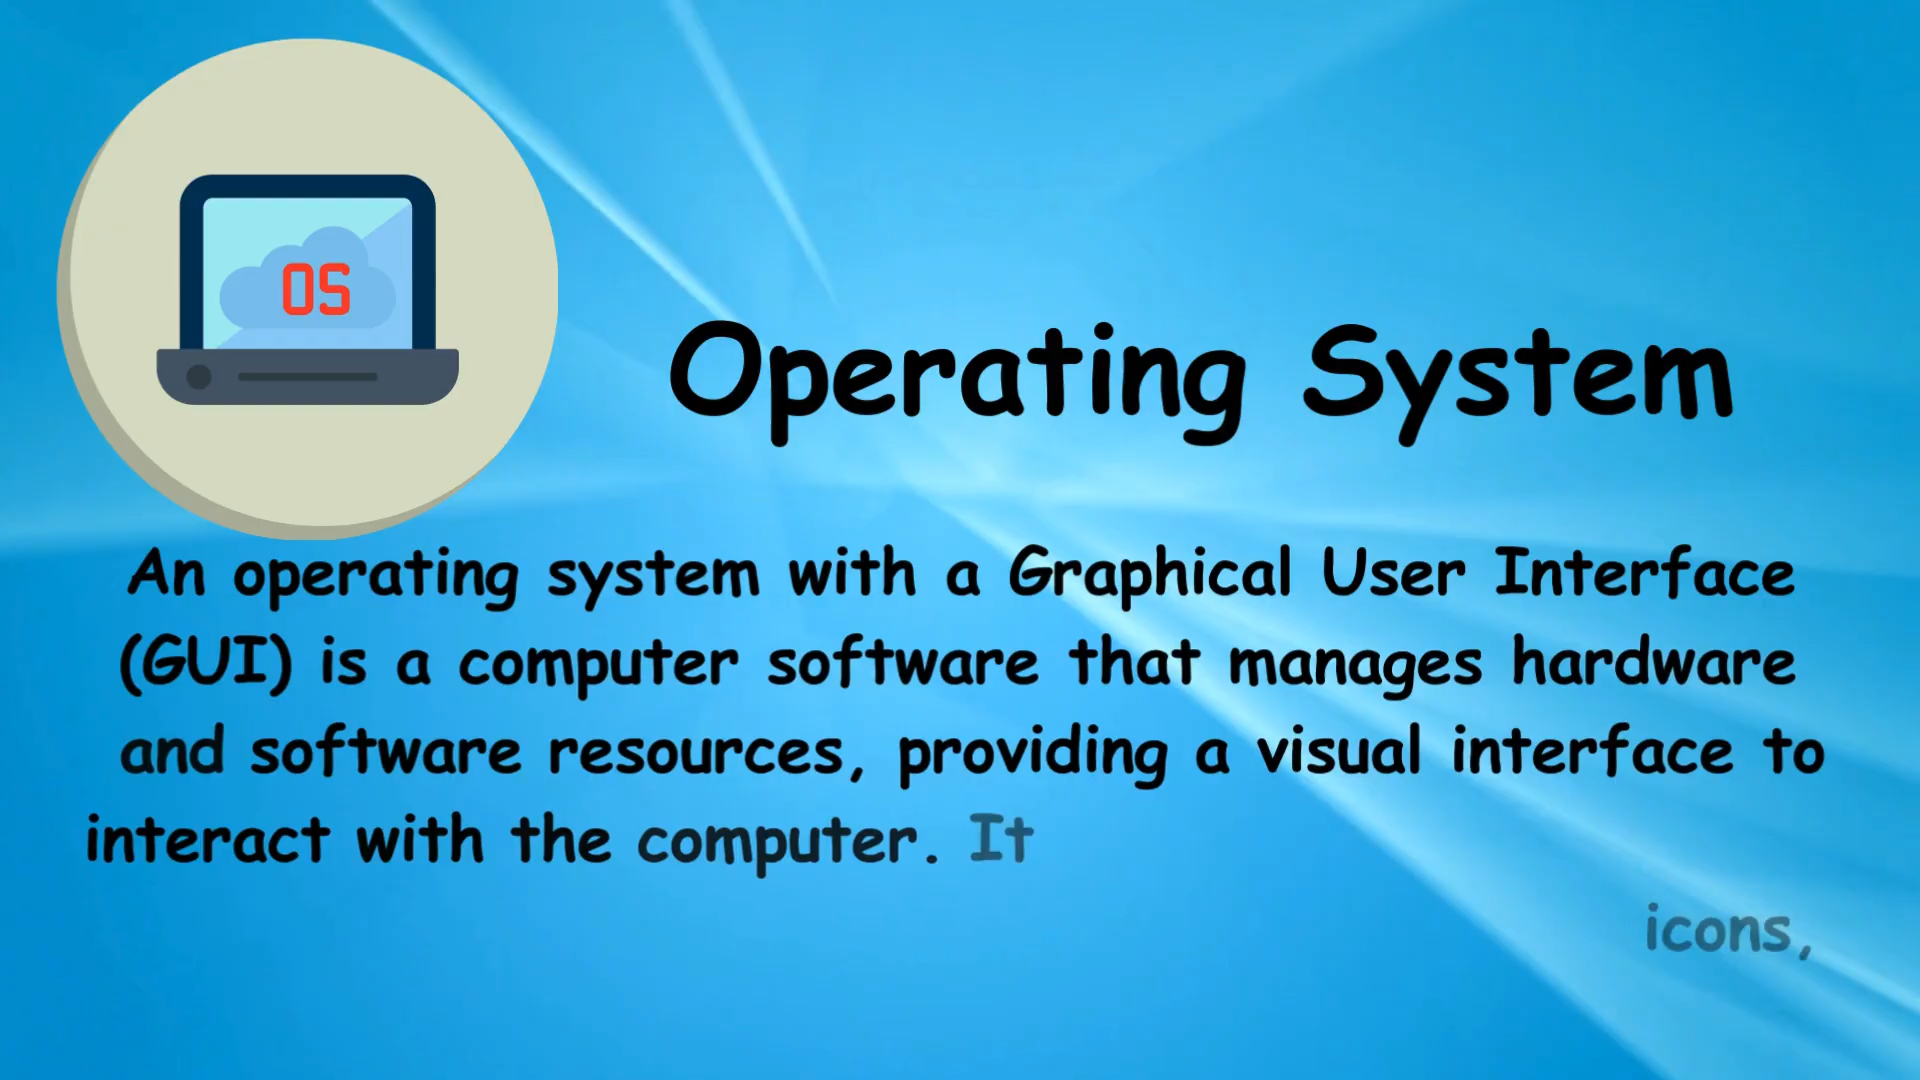 OS
Operating System
An operating system with a Graphical User Interface
(GUI) is a computer software that manages hardware
and software resources, providing a visual interface to
interact with the computer. It
icons,